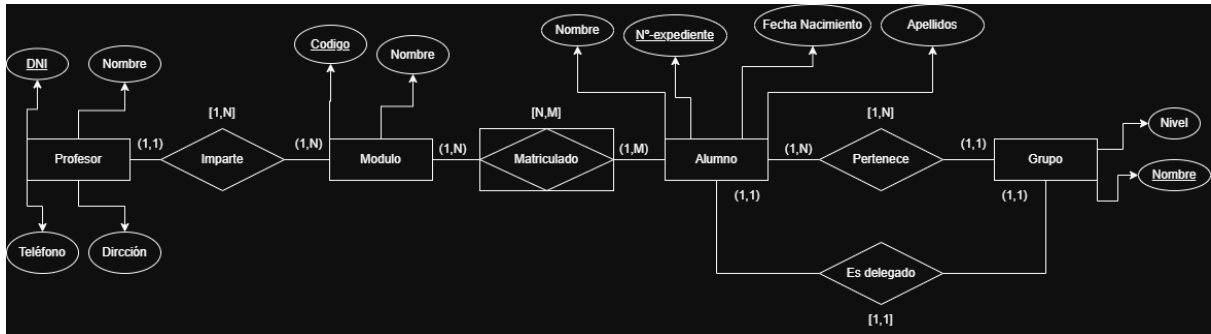 Nombre
Nº-expediente
Fecha Nacimiento
Apellidos
DNI
Nombre
Codigo
Nombre
[1,N]
[N,M]
[1,N]
Nivel
Profesor
(1,1)
Imparte
(1,N)
Modulo
(1,N)
Matriculado
(1,M)
Alumno
(1,N)
Pertenece
(1,1)
Grupo
Nombre
(1,1)
(1,1)
Teléfono
Dircción
Es delegado
[1,1]